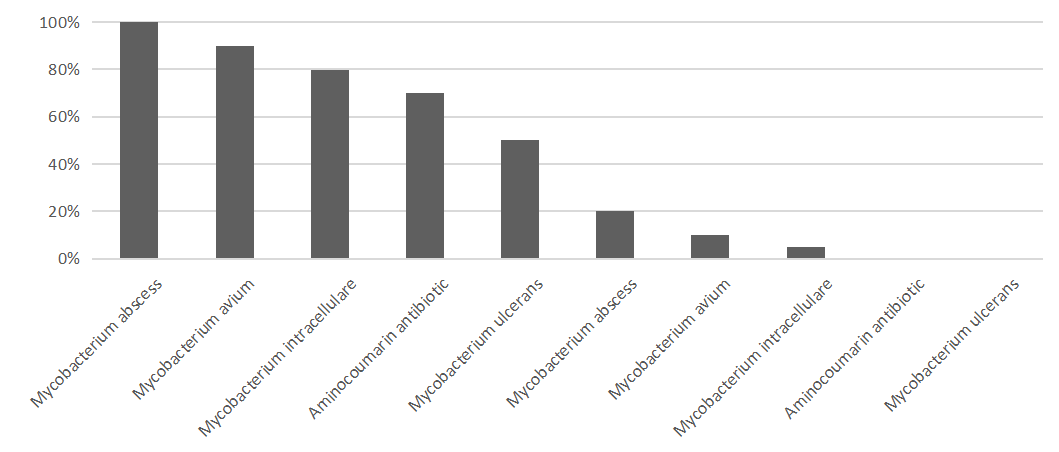 100%
80%
60%
40%
20%
0%
Mycobacterium abscess
Mycobacterium avium
Mycobacterium intracellulare
Aminocoumarin antibiotic
Mycobacterium ulcerans
Mycobacterium abscess
Mycobacterium avium
Mycobacterium intracellulare
Aminocoumarin antibiotic
Mycobacterium ulcerans